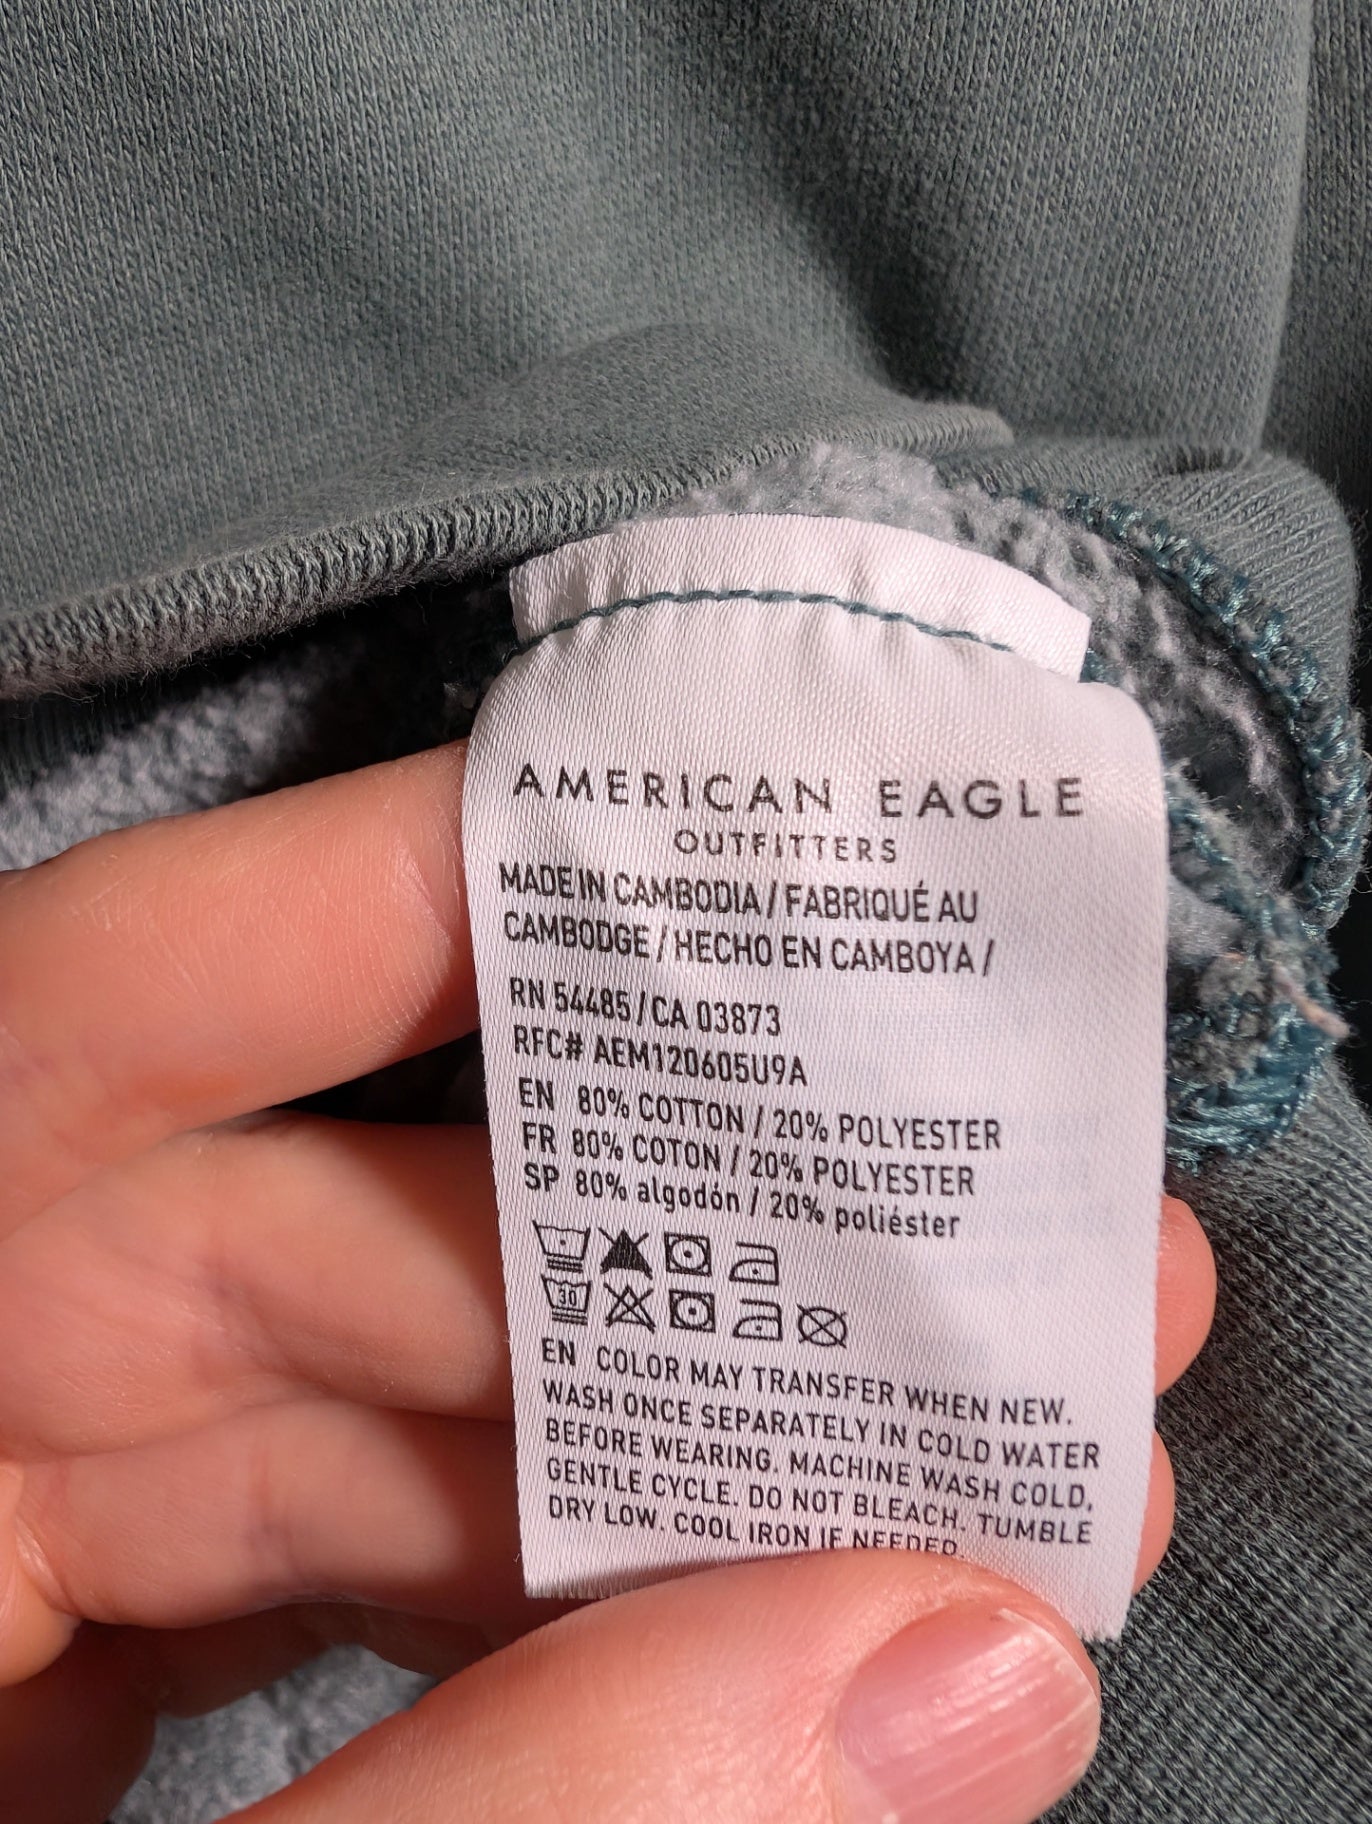 AMERICAN EAGLE
OUTFITTERS
MADE IN CAMBODIA / FABRIQUÉ AU
CAMBODGE / HECHO EN CAMBOYA /
RN 54485 / CA 03873
RFC# AEM120605U9A
EN 80% COTTON / 20% POLYESTER
FR 80% COTON / 20% POLYESTER
SP 80% algodón / 20% poliéster
30
EN COLOR MAY TRANSFER WHEN NEW.
WASH ONCE SEPARATELY IN COLD WATER
BEFORE WEARING. MACHINE WASH COLD,
GENTLE CYCLE. DO NOT BLEACH. TUMBLE
DRY LOW. COOL IRON IF NEEDED